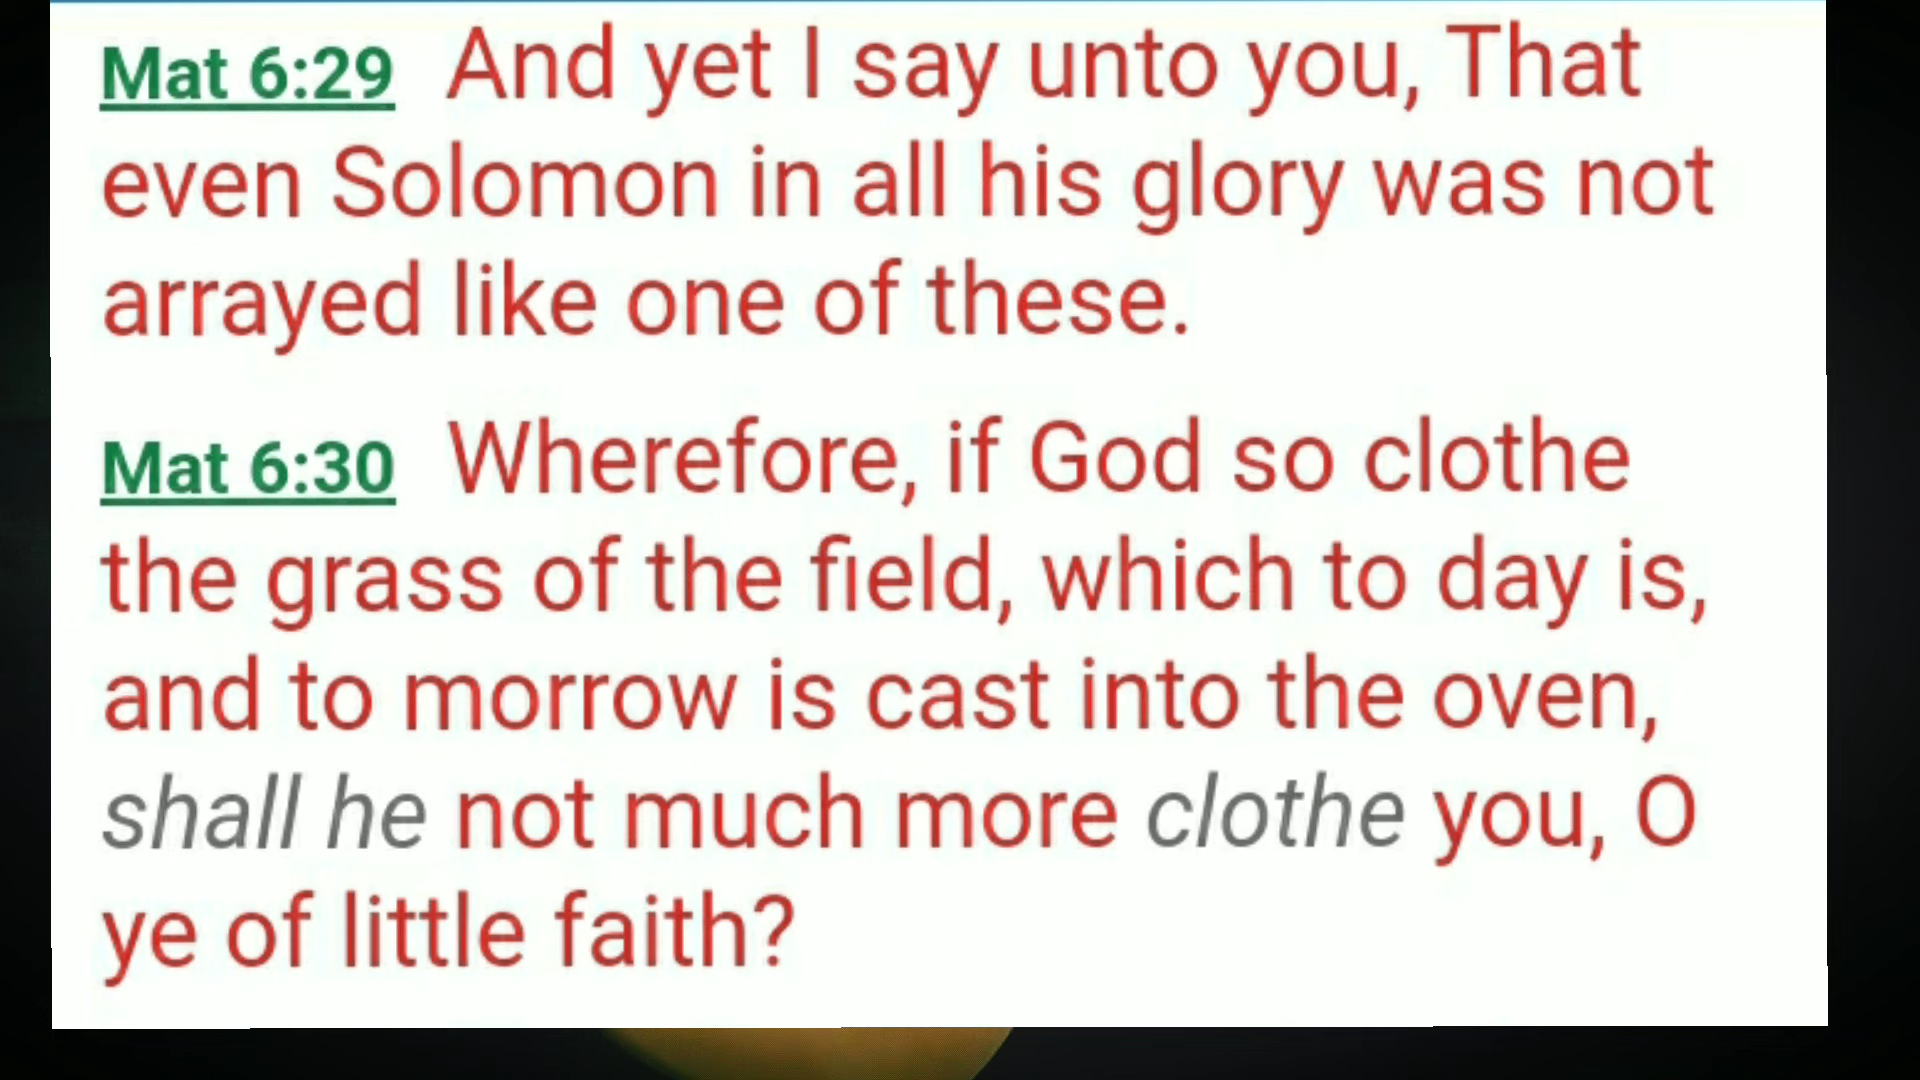 Mat 6:29 And yet I say unto you, That
even Solomon in all his glory was not
arrayed like one of these.
Mat 6:30 Wherefore, if God so clothe
the grass of the field, which to day is,
and to morrow is cast into the oven,
shall he not much more clothe you, O
ye of little faith?